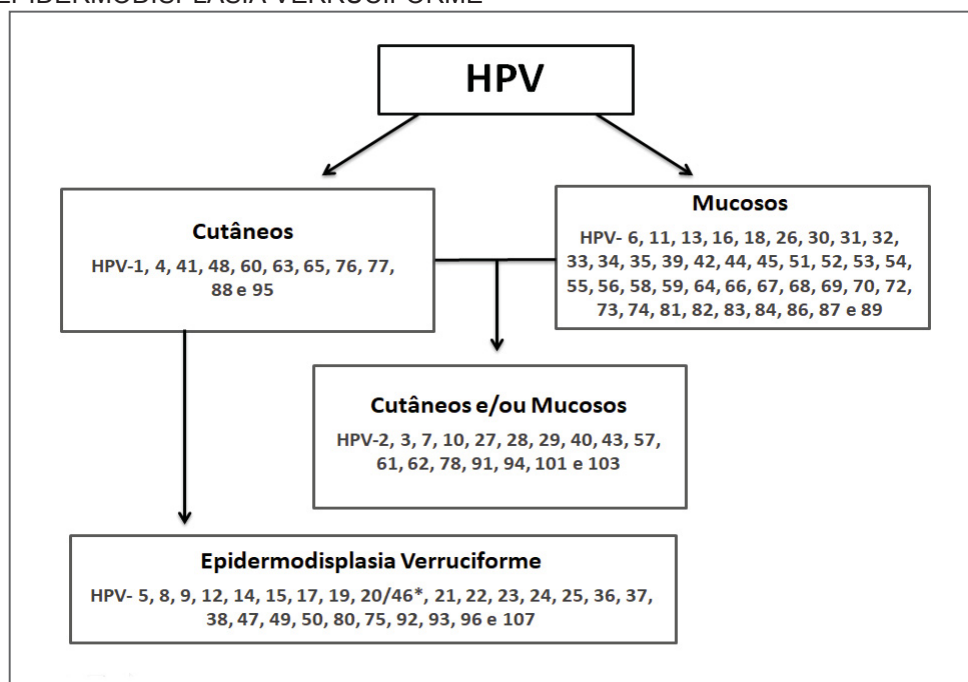 EPIDERMODISPLASIA VERRUCIFORME
HPV
Cutâneos
HPV-1, 4, 41, 48, 60, 63, 65, 76, 77,
88 e 95
Mucosos
HPV- 6, 11, 13, 16, 18, 26, 30, 31, 32,
33, 34, 35, 39, 42, 44, 45, 51, 52, 53, 54,
55, 56, 58, 59, 64, 66, 67, 68, 69, 70, 72,
73, 74, 81, 82, 83, 84, 86, 87 e 89
Cutâneos e/ou Mucosos
HPV-2, 3, 7, 10, 27, 28, 29, 40, 43, 57,
61, 62, 78, 91, 94, 101 e 103
Epidermodisplasia Verruciforme
HPV- 5, 8, 9, 12, 14, 15, 17, 19, 20/46*, 21, 22, 23, 24, 25, 36, 37,
38, 47, 49, 50, 80, 75, 92, 93, 96 e 107